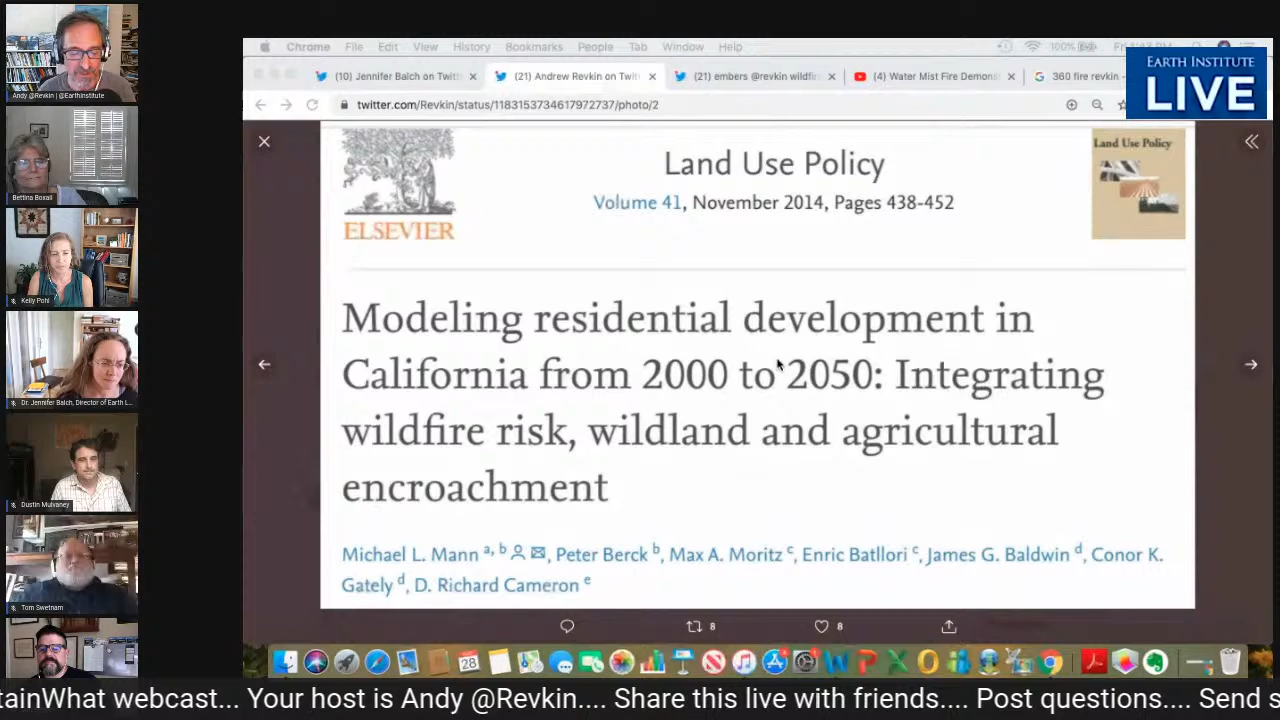 Chrome File Edit View History Bookmarks People Tab Window Help
100%
(10) Jennifer Balch on Twitt
(21) Andrew Revkin on Twit
(21) embers @revkin wildfi
(4) Water Mist Fire Demons
360 fire revkin
EARTH INSTITUTE
LIVE
twitter.com/Revkin/status/1183153734617972737/photo/2
ELSEVIER
Land Use Policy
Volume 41, November 2014, Pages 438-452
Land Use Policy
Modeling residential development in
California from 2000 to 2050: Integrating
wildfire risk, wildland and agricultural
encroachment
Michael L. Mann a, b, Peter Berck b, Max A. Moritz c, Enric Batllori c, James G. Baldwin d, Conor K.
Gately d, D. Richard Cameron e
8 8
28
Andy @Revkin | @EarthInstitute
Bettina Boxall
Kelly Pohl
Dr. Jennifer Balch, Director of Earth L...
Dustin Mulvaney
Tom Swetnam
tainWhat webcast... Your host is Andy @Revkin.... Share this live with friends.... Post questions.... Send s